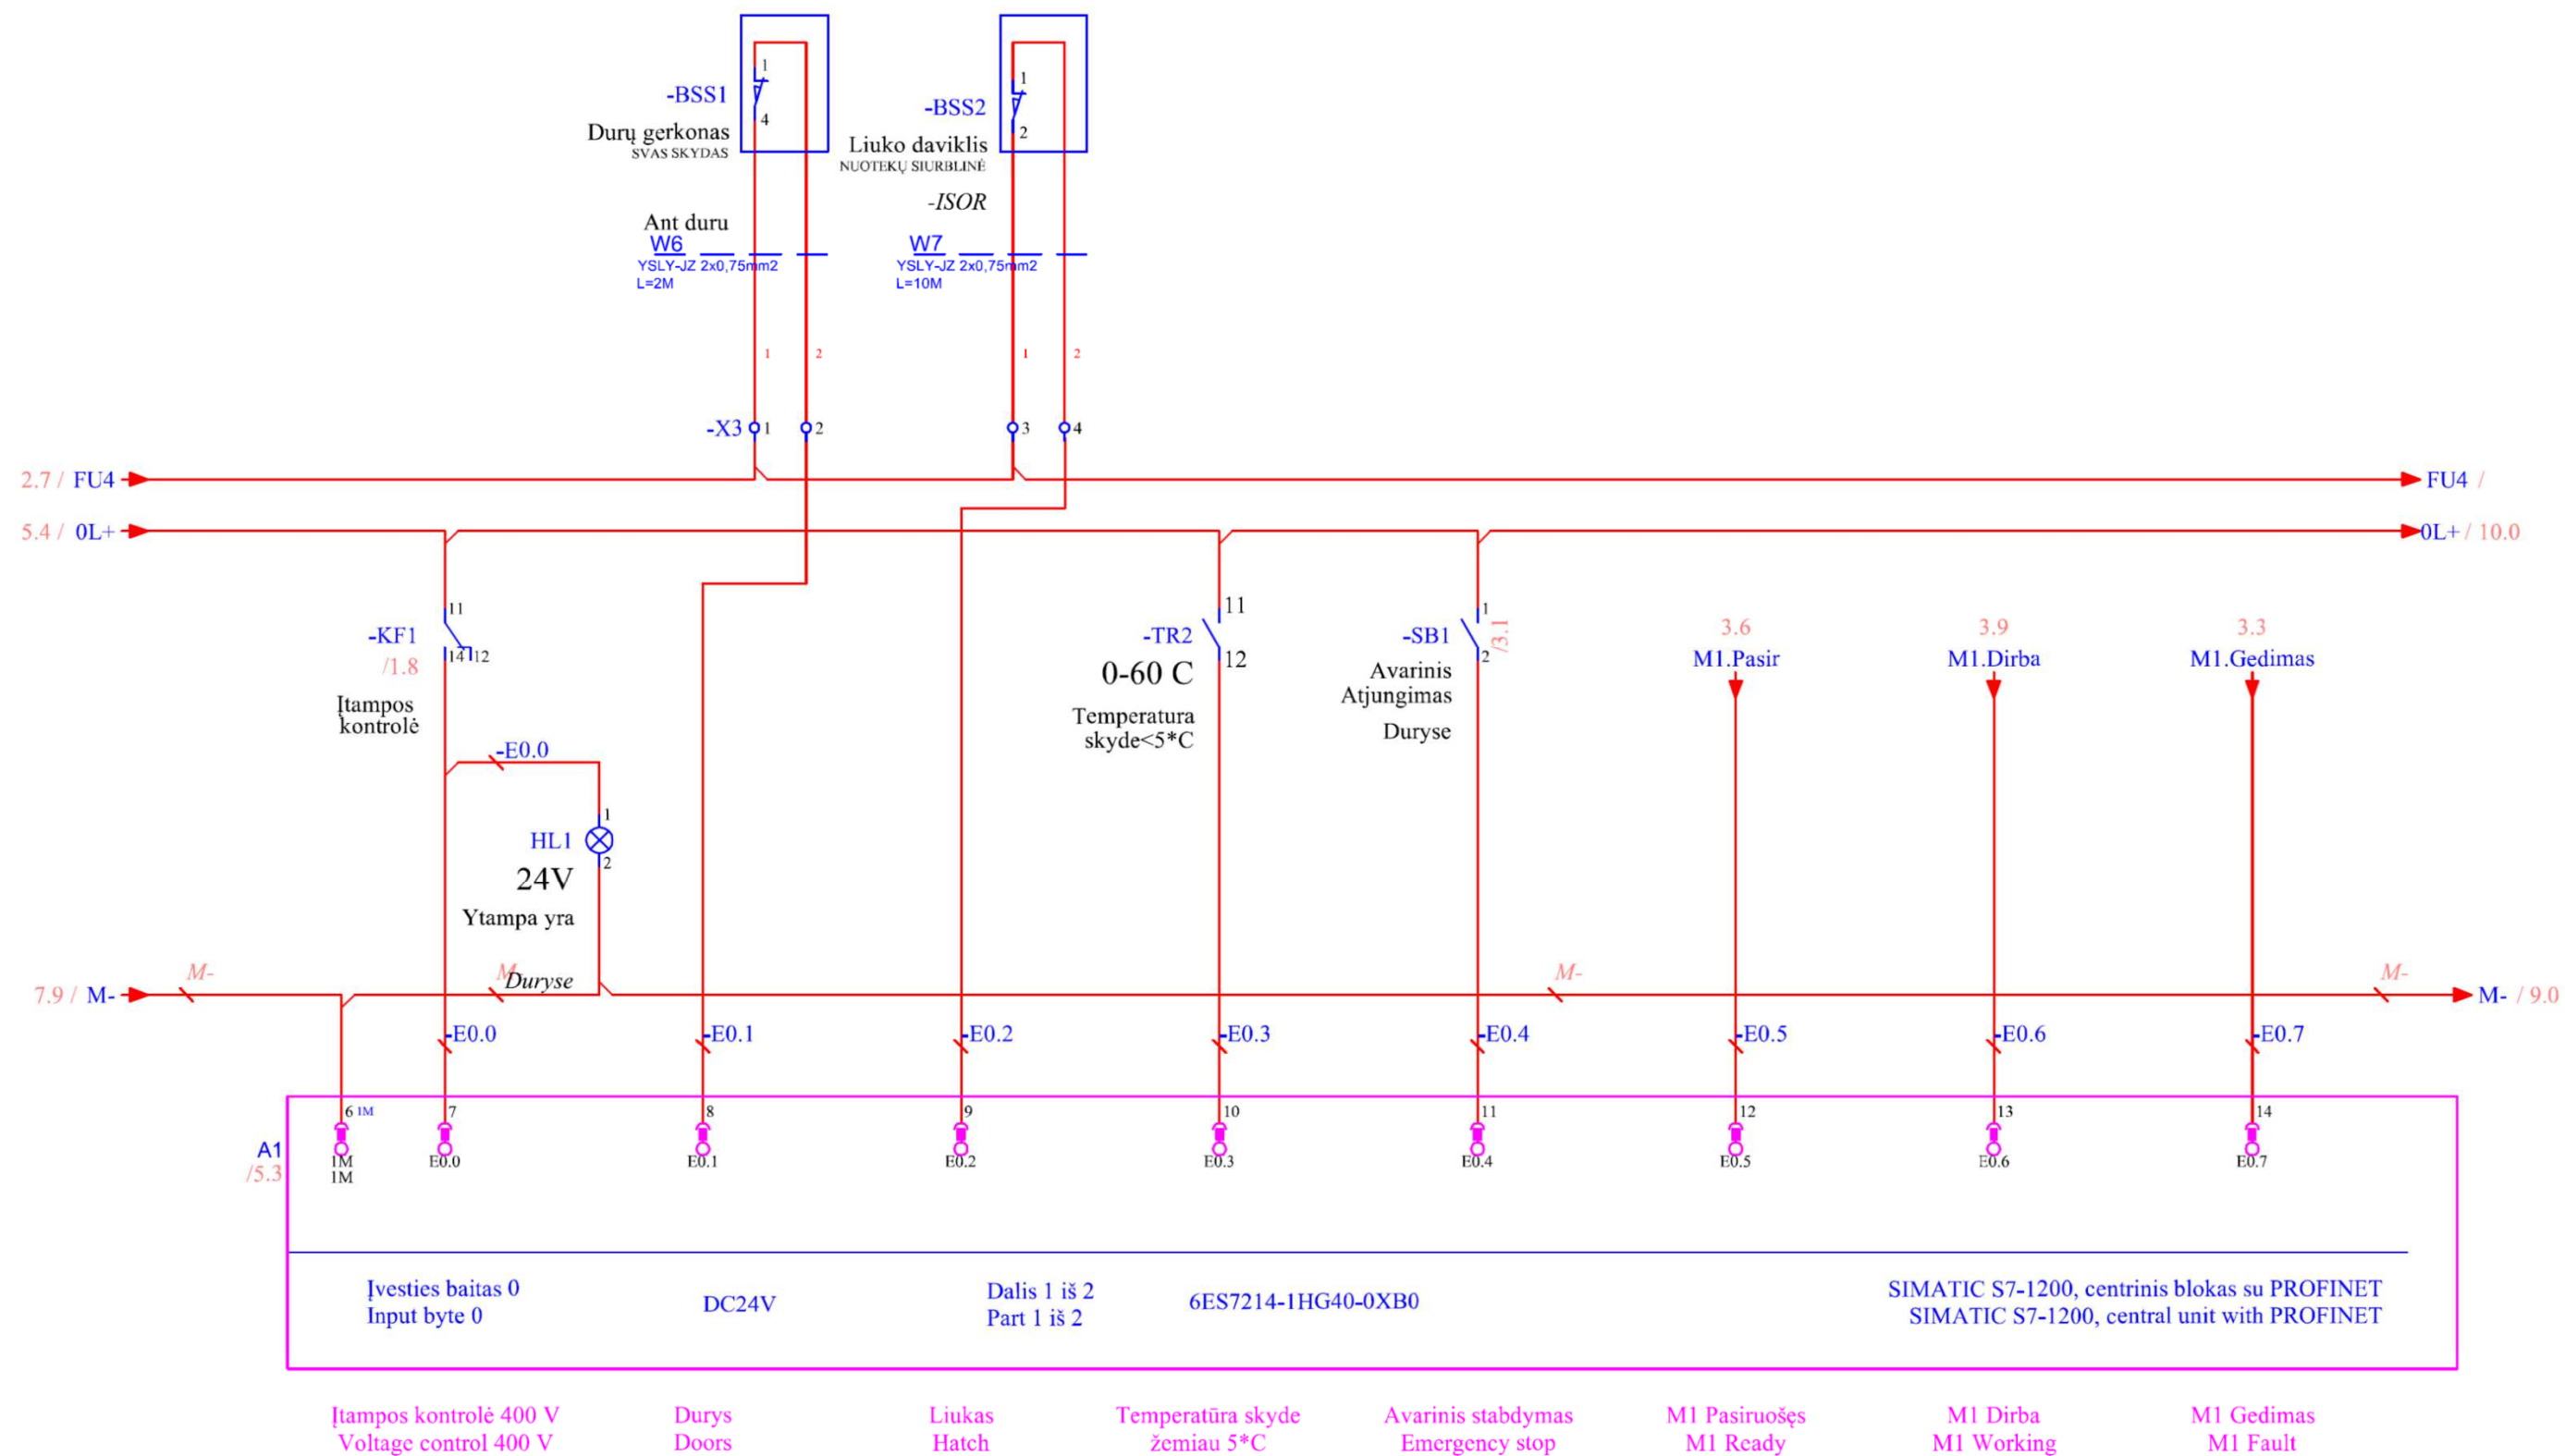 1
-BSS1
4
Durų gerkonas
SVAS SKYDAS
Ant duru
W6
YSLY-JZ 2x0,75mm2
L=2M
1
-BSS2
2
Liuko daviklis
NUOTEKŲ SIURBLINĖ
-ISOR
W7
YSLY-JZ 2x0,75mm2
L=10M
1 2 1 2
-X3 1 2 3 4
2.7 / FU4 FU4 /
5.4 / 0L+ 0L+ / 10.0
11
-KF1
14 12
/1.8
Įtampos
kontrolė
11
-TR2
12
0-60 C
Temperatura
skyde<5*C
1
-SB1 /3.1
2
Avarinis
Atjungimas
Duryse
3.6
M1.Pasir
3.9
M1.Dirba
3.3
M1.Gedimas
-E0.0
1
HL1
2
24V
Ytampa yra
Duryse
M- M- M- M-
7.9 / M- M- / 9.0
-E0.0 -E0.1 -E0.2 -E0.3 -E0.4 -E0.5 -E0.6 -E0.7
6 1M 7 8 9 10 11 12 13 14
A1
/5.3
1M E0.0 E0.1 E0.2 E0.3 E0.4 E0.5 E0.6 E0.7
1M
Įvesties baitas 0
Input byte 0
DC24V
Dalis 1 iš 2
Part 1 iš 2
6ES7214-1HG40-0XB0
SIMATIC S7-1200, centrinis blokas su PROFINET
SIMATIC S7-1200, central unit with PROFINET
Įtampos kontrolė 400 V
Voltage control 400 V
Durys
Doors
Liukas
Hatch
Temperatūra skyde
žemiau 5*C
Avarinis stabdymas
Emergency stop
M1 Pasiruošęs
M1 Ready
M1 Dirba
M1 Working
M1 Gedimas
M1 Fault